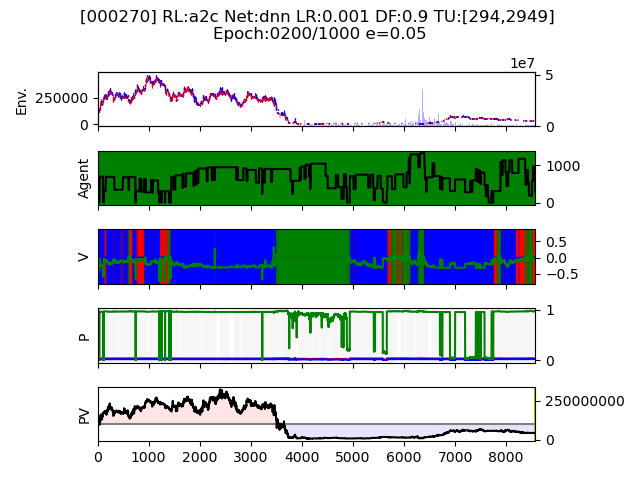 [000270] RL:a2c Net:dnn LR:0.001 DF:0.9 TU:[294,2949]
Epoch:0200/1000 e=0.05
1e7
Env.
250000
0
5
0
Agent
1000
0
V
0.5
0.0
−0.5
P
1
0
PV
250000000
0
0 1000 2000 3000 4000 5000 6000 7000 8000